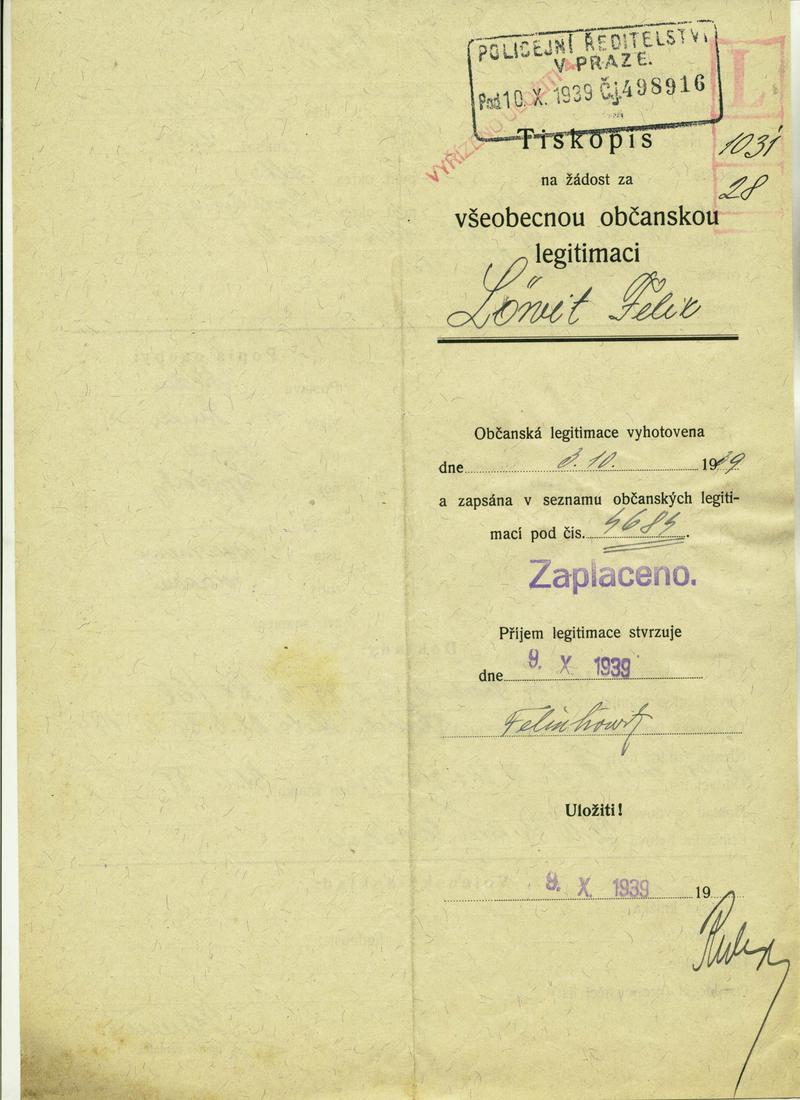 POLICEJNÍ ŘEDITELSTVÍ
V PRAZE.
Pod. 10. X. 1939 Čj. 498916
L
Tiskopis
1031
28
na žádost za
všeobecnou občanskou
legitimaci
Löwit Felix
Občanská legitimace vyhotovena
dne 3. 10. 1939
a zapsána v seznamu občanských legiti-
mací pod čís. 4684.
Zaplaceno.
Příjem legitimace stvrzuje
dne 9. X 1939
Uložiti!
9. X. 1939 19